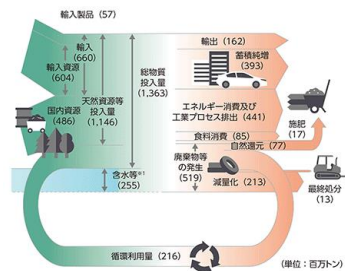 輸入製品（57）
輸入
（660）
輸入資源
（604）
国内資源
（486）
天然資源等
投入量
（1,146）
総物質
投入量
（1,363）
含水等※1
（255）
輸出（162）
蓄積純増
（393）
エネルギー消費及び
工業プロセス排出（441）
食料消費（85）
自然還元（77）
施肥
（17）
廃棄物等
の発生
（519）
減量化（213）
最終処分
（13）
循環利用量（216）
（単位：百万トン）